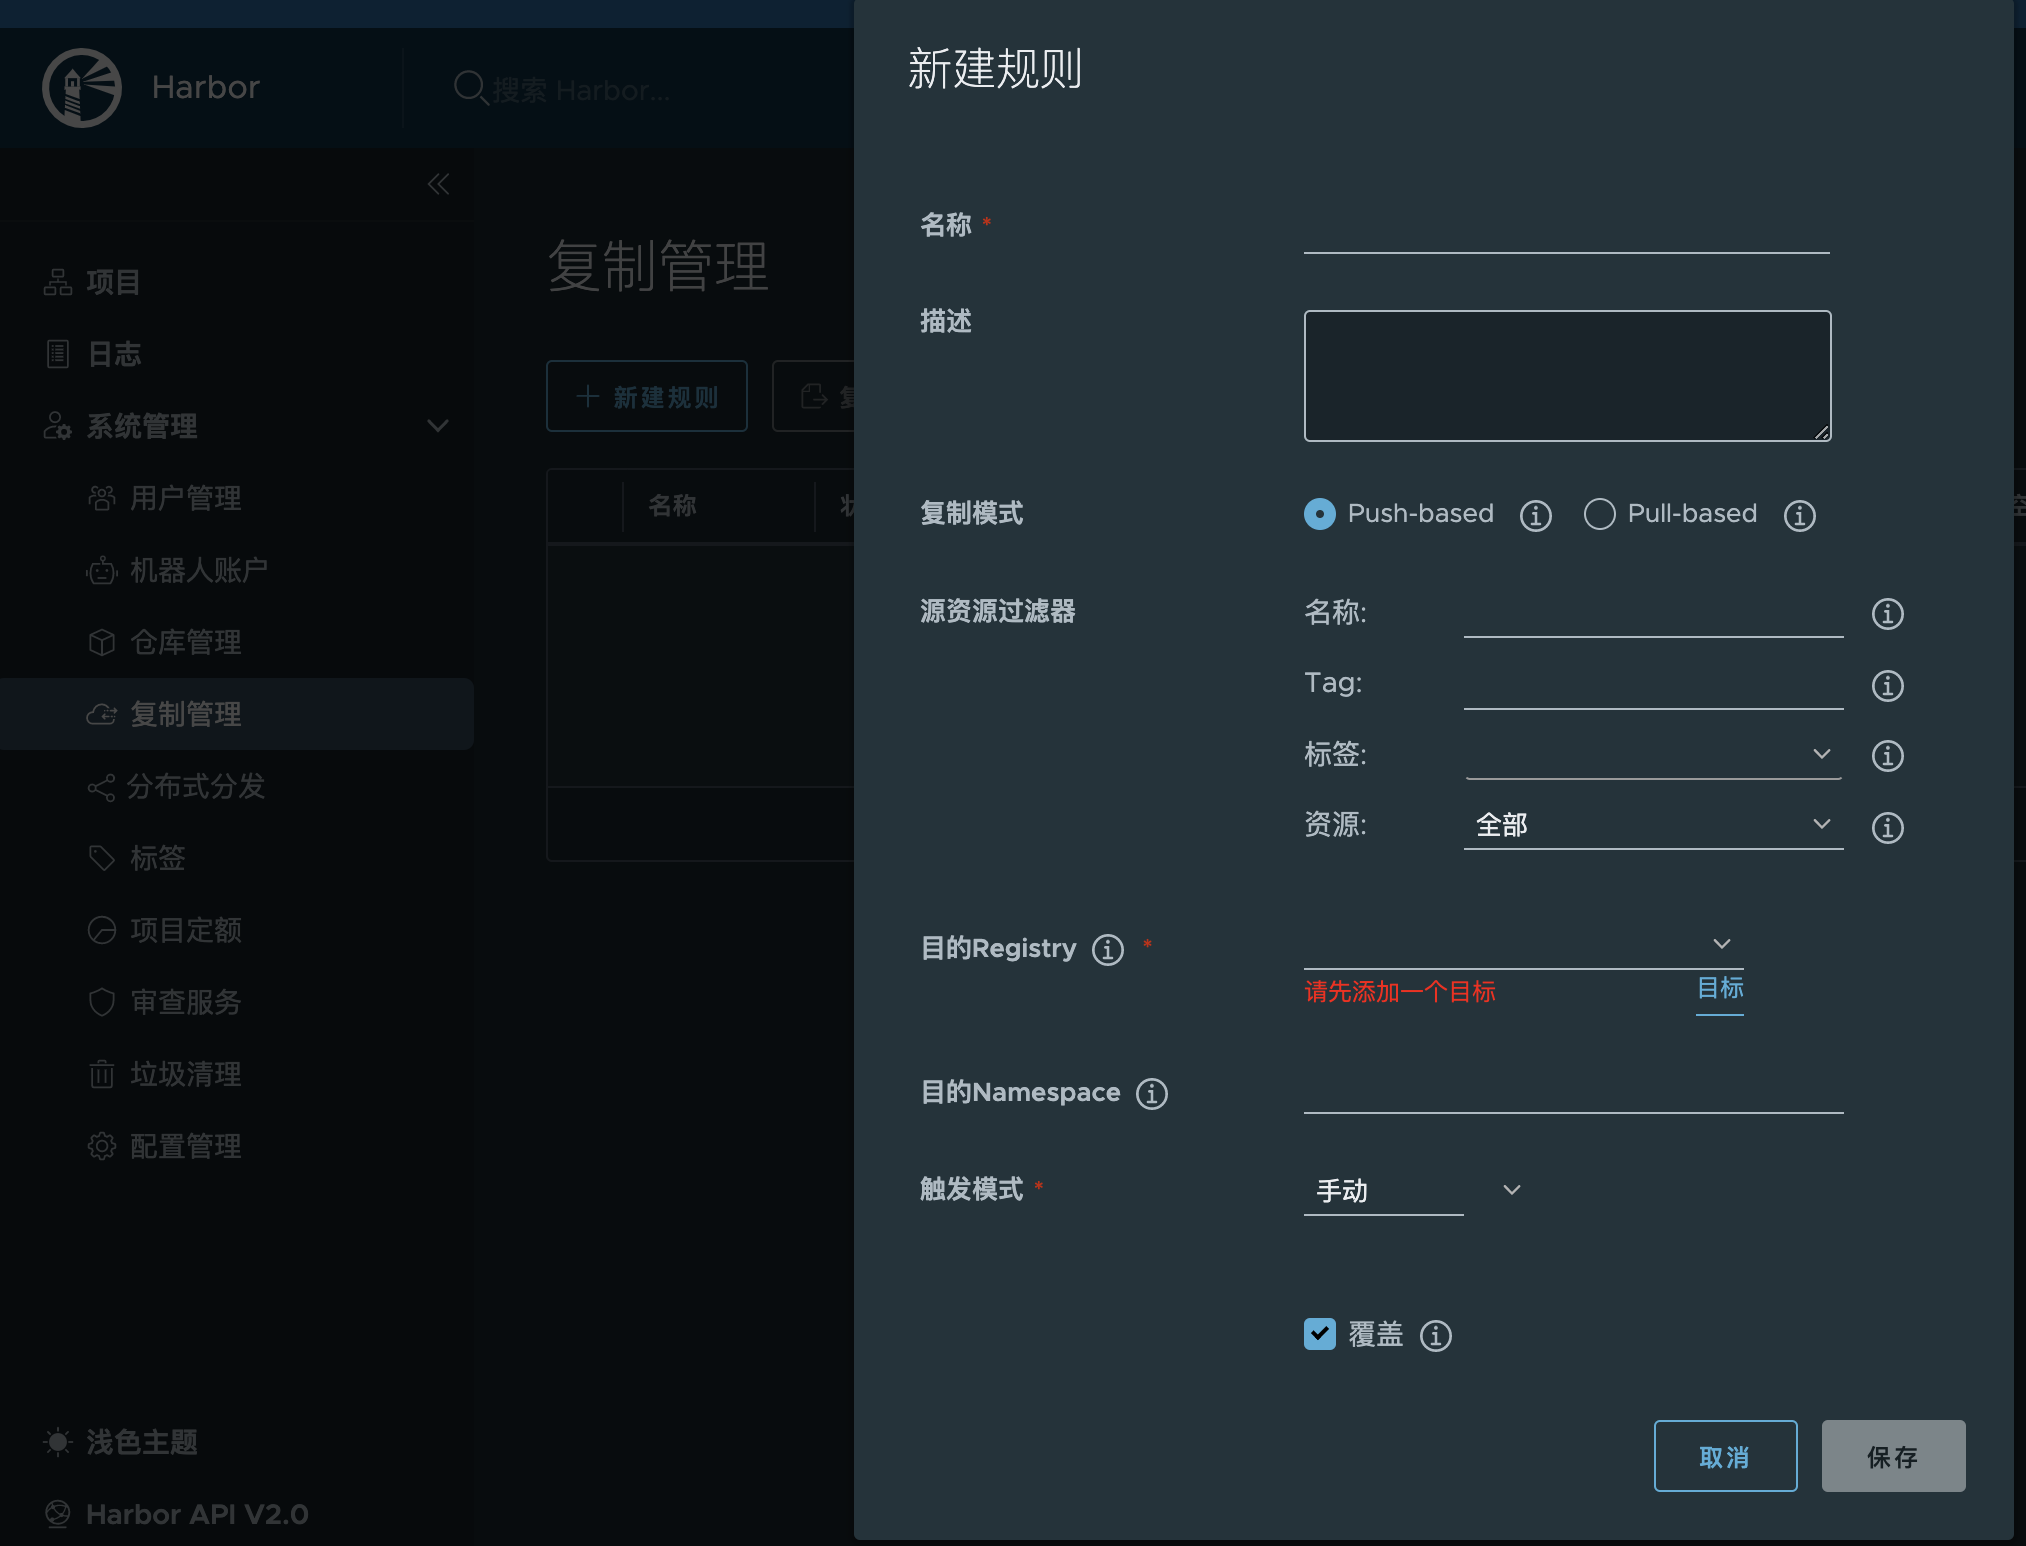 Harbor
搜索 Harbor...
项目
日志
系统管理
用户管理
机器人账户
仓库管理
复制管理
分布式分发
标签
项目定额
审查服务
垃圾清理
配置管理
浅色主题
Harbor API V2.0
复制管理
新建规则
名称
新建规则
名称 *
描述
复制模式 Push-based Pull-based
源资源过滤器 名称:
Tag:
标签:
资源: 全部
目的Registry *
请先添加一个目标 目标
目的Namespace
触发模式 * 手动
覆盖
取消 保存